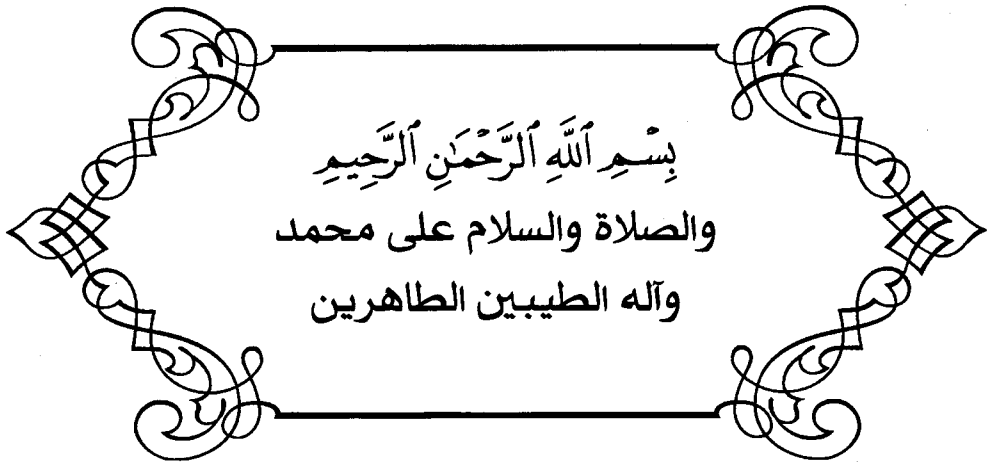 بِسْمِ ٱللَّهِ ٱلرَّحْمَٰنِ ٱلرَّحِيمِ
والصلاة والسلام على محمد
وآله الطيبين الطاهرين